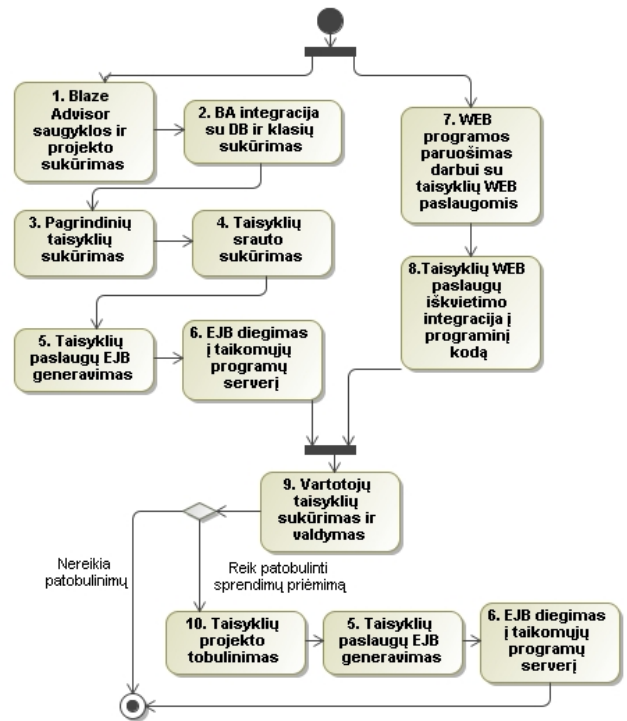 1. Blaze
Advisor
saugyklos ir
projekto
sukūrimas
2. BA integracija
su DB ir klasių
sukūrimas
7. WEB
programos
paruošimas
darbui su
taisyklių WEB
paslaugomis
3. Pagrindinių
taisyklių
sukūrimas
4. Taisyklių
srauto
sukūrimas
8.Taisyklių WEB
paslaugų
iškvietimo
integracija į
programinį
kodą
5. Taisyklių
paslaugų EJB
generavimas
6. EJB diegimas
į taikomųjų
programų
serverį
9. Vartotojų
taisyklių
sukūrimas ir
valdymas
Nereikia
patobulinimų
Reik patobulinti
sprendimų priėmimą
10. Taisyklių
projekto
tobulinimas
5. Taisyklių
paslaugų EJB
generavimas
6. EJB diegimas
į taikomųjų
programų
serverį